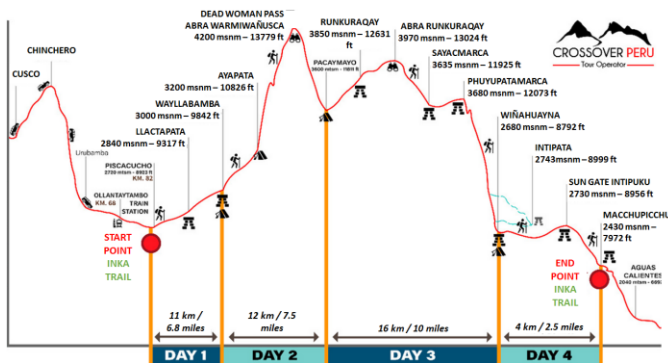 DEAD WOMAN PASS
ABRA WARMIWAÑUSCA
4200 msnm – 13779 ft
RUNKURAQAY
3850 msnm – 12631
ft
ABRA RUNKURAQAY
3970 msnm – 13024 ft
CROSSOVER PERU
Tour Operator
CHINCHERO
CUSCO
PACAYMAYO
SAYACMARCA
3635 msnm – 11925 ft
AYAPATA
3200 msnm – 10826 ft
PHUYUPATAMARCA
3680 msnm – 12073 ft
WAYLLABAMBA
3000 msnm – 9842 ft
WIÑAHUAYNA
2680 msnm – 8792 ft
LLACTAPATA
2840 msnm – 9317 ft
Urubamba
INTIPATA
2743msnm – 8999 ft
PISCACUCHO
KM. 82
SUN GATE INTIPUKU
2730 msnm – 8956 ft
OLLANTAYTAMBO
KM. 68
TRAIN
STATION
MACCHUPICCHU
2430 msnm –
7972 ft
START
POINT
INKA
TRAIL
END
POINT
INKA
TRAIL
AGUAS
CALIENTES
11 km /
6.8 miles
12 km / 7.5
miles
16 km / 10 miles
4 km / 2.5 miles
DAY 1
DAY 2
DAY 3
DAY 4